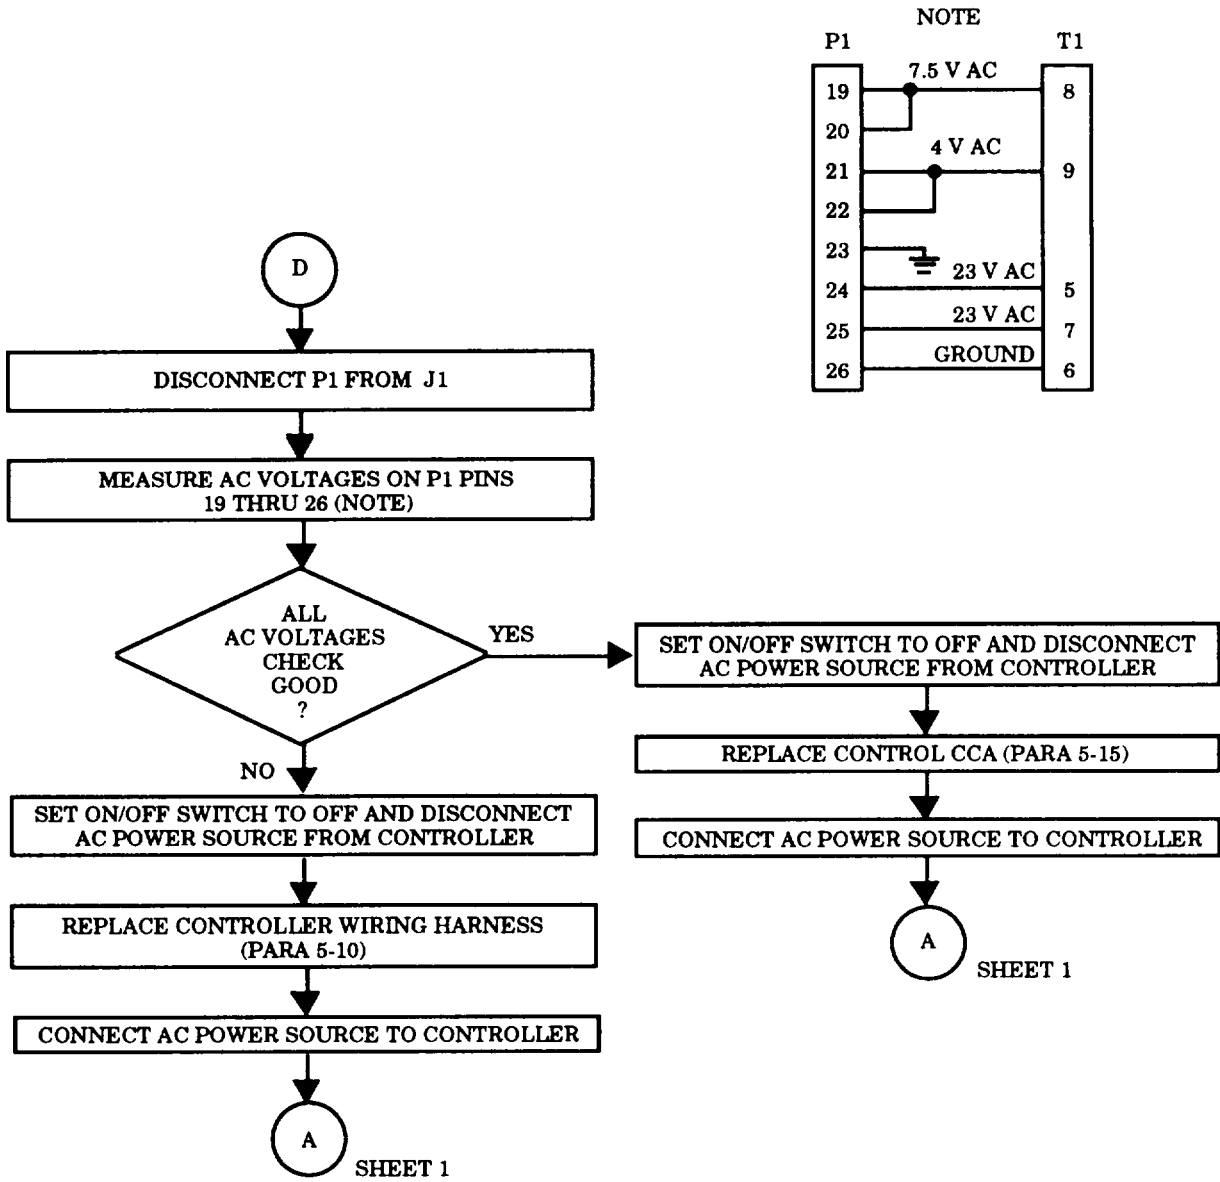 NOTE
P1
T1
7.5 V AC
19
8
20
4 V AC
21
9
22
23
23 V AC
24
5
23 V AC
25
7
GROUND
26
6
D
DISCONNECT P1 FROM J1
MEASURE AC VOLTAGES ON P1 PINS
19 THRU 26 (NOTE)
ALL
AC VOLTAGES
CHECK
GOOD
?
YES
SET ON/OFF SWITCH TO OFF AND DISCONNECT
AC POWER SOURCE FROM CONTROLLER
REPLACE CONTROL CCA (PARA 5-15)
CONNECT AC POWER SOURCE TO CONTROLLER
A
SHEET 1
NO
SET ON/OFF SWITCH TO OFF AND DISCONNECT
AC POWER SOURCE FROM CONTROLLER
REPLACE CONTROLLER WIRING HARNESS
(PARA 5-10)
CONNECT AC POWER SOURCE TO CONTROLLER
A
SHEET 1